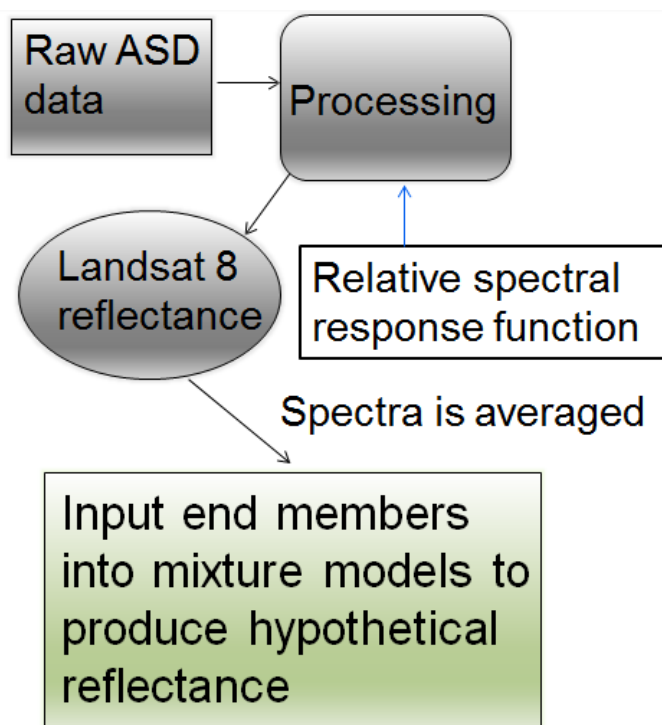 Raw ASD
data
Processing
Landsat 8
reflectance
Relative spectral
response function
Spectra is averaged
Input end members
into mixture models to
produce hypothetical
reflectance